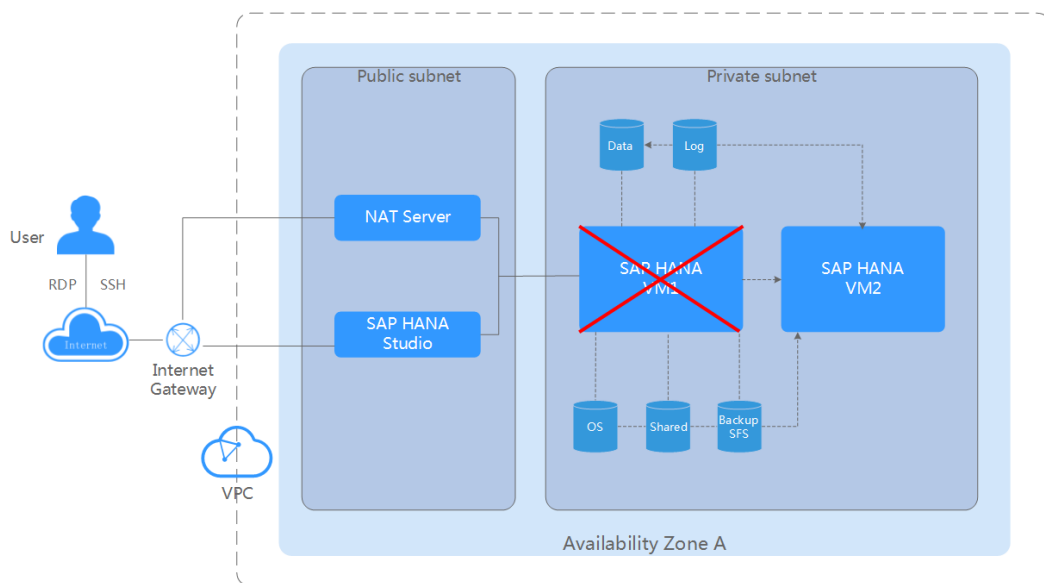 Public subnet
Private subnet
Data
Log
NAT Server
User
SAP HANA
VM1
SAP HANA
VM2
RDP
SSH
Internet
SAP HANA
Studio
Internet
Gateway
OS
Shared
Backup
SFS
VPC
Availability Zone A